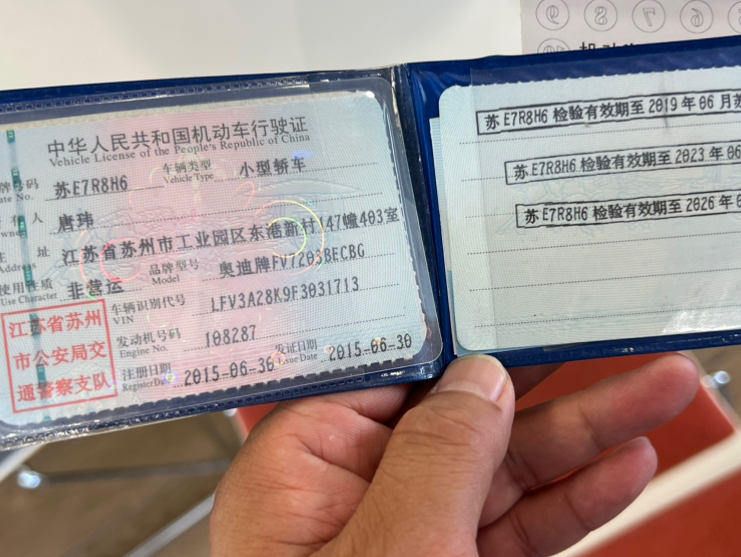 中华人民共和国机动车行驶证
Vehicle License of the People's Republic of China
牌号码 苏E7R8H6 车辆类型 Vehicle Type 小型轿车
人 唐玮
址 江苏省苏州市工业园区东港新村147幢403室
Address
使用性质 非营运 品牌型号 奥迪牌FV7203BECBG
Use Character Model
车辆识别代号 LFV3A28K9F3031713
VIN
发动机号码 108287
Engine No.
注册日期 2015-06-30 发证日期 2015-06-30
Register Date Issue Date
江苏省苏州
市公安局交
通警察支队
苏E7R8H6 检验有效期至 2019年06月苏
苏E7R8H6 检验有效期至 2023年06
苏E7R8H6 检验有效期至 2026年0
⑨ ⑧ ⑦ ⑥